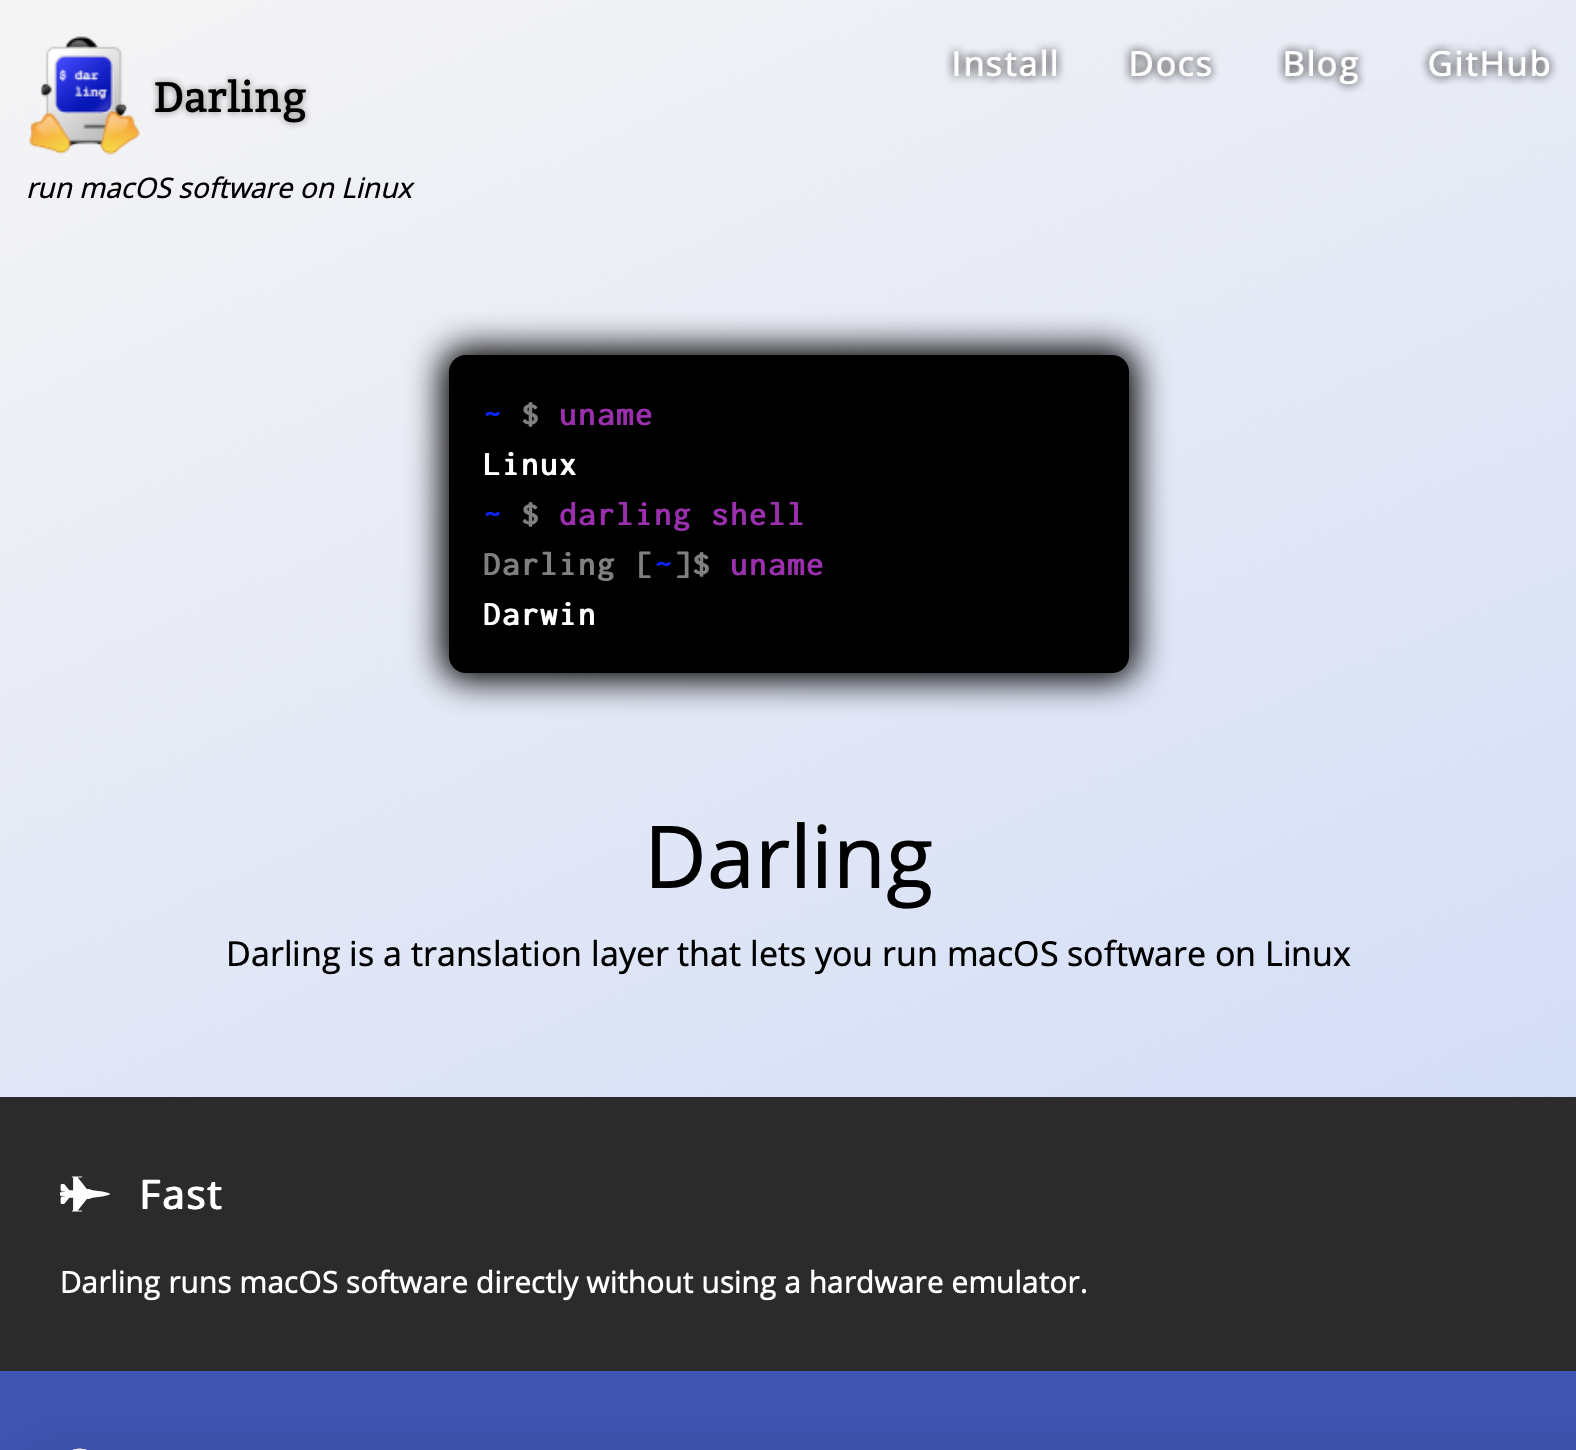 $ dar
ling
Darling
Install Docs Blog GitHub
run macOS software on Linux
~ $ uname
Linux
~ $ darling shell
Darling [~]$ uname
Darwin
Darling
Darling is a translation layer that lets you run macOS software on Linux
Fast
Darling runs macOS software directly without using a hardware emulator.